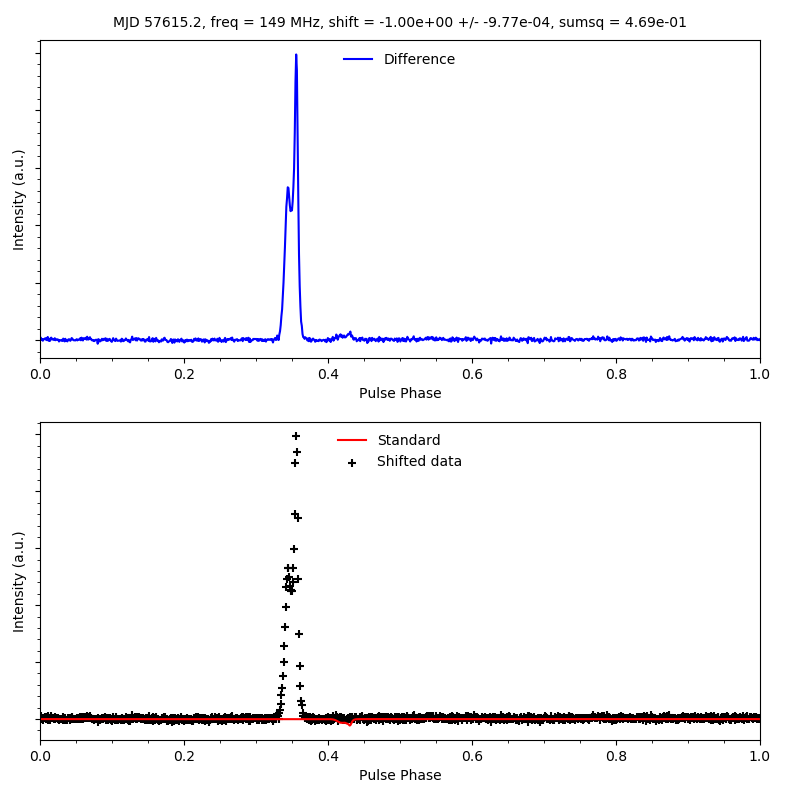 MJD 57615.2, freq = 149 MHz, shift = -1.00e+00 +/- -9.77e-04, sumsq = 4.69e-01
Difference
Intensity (a.u.)
0.0 0.2 0.4 0.6 0.8 1.0
Pulse Phase
Standard
Shifted data
Intensity (a.u.)
0.0 0.2 0.4 0.6 0.8 1.0
Pulse Phase